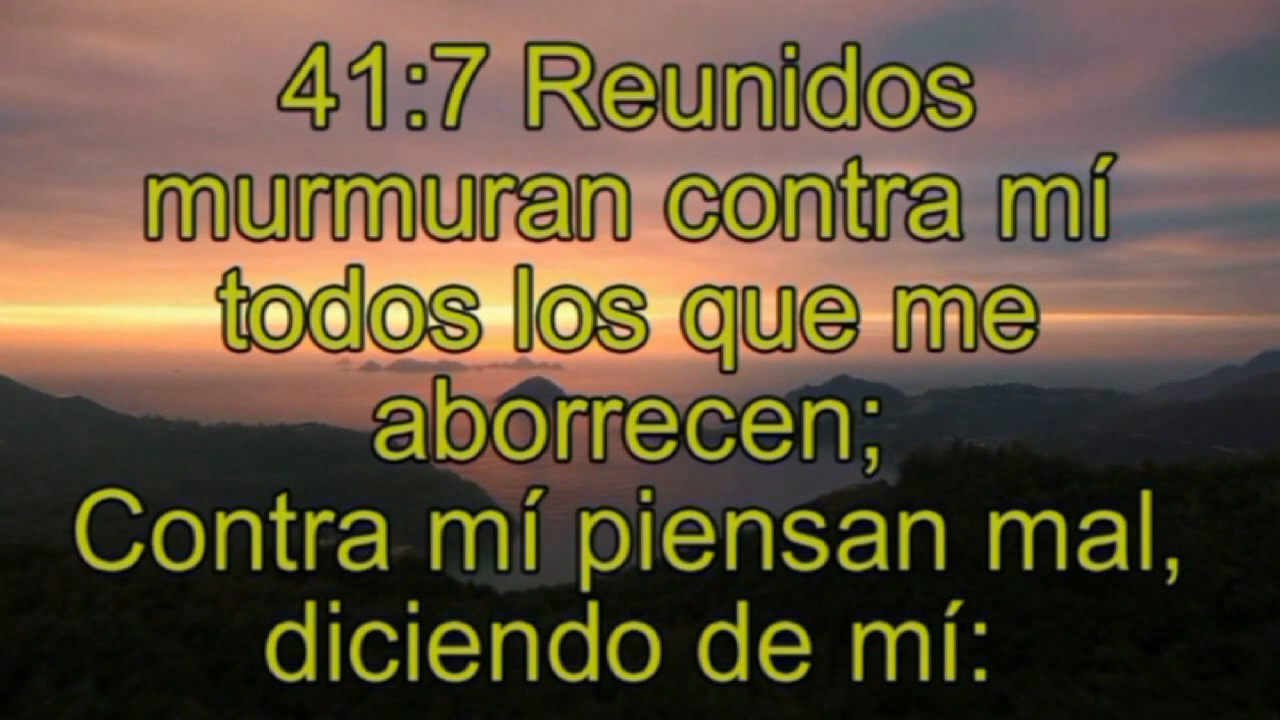 41:7 Reunidos
murmuran contra mí
todos los que me
aborrecen;
Contra mí piensan mal,
diciendo de mí: